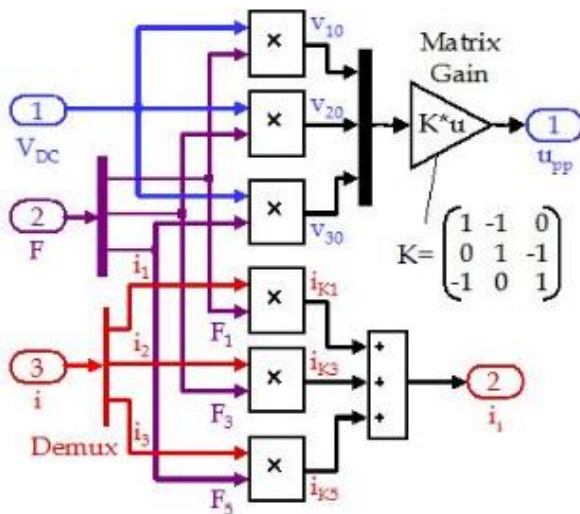 v10
Matrix
Gain
×
1
VDC
v20
×
K*u
1
upp
2
F
×
v30
K=
1 -1 0
0 1 -1
-1 0 1
i1
iK1
×
F1
+
3
i
i2
iK3
×
F3
+
2
ii
Demux
i3
+
×
F5
iK5